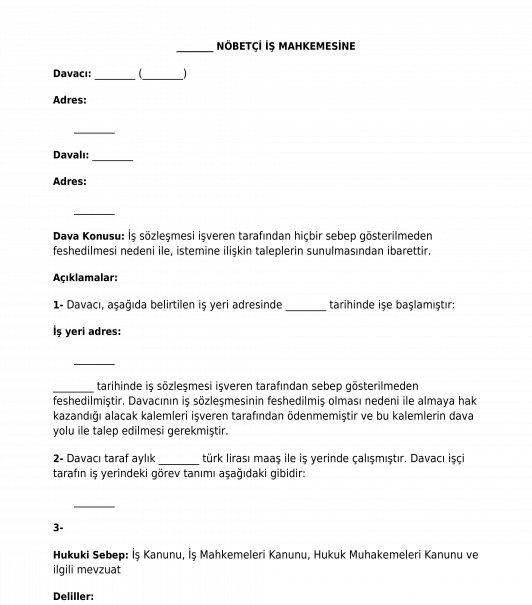 ________ NÖBETÇİ İŞ MAHKEMESİNE
Davacı: ________ (________)
Adres:
________
Davalı: ________
Adres:
________
Dava Konusu: İş sözleşmesi işveren tarafından hiçbir sebep gösterilmeden
feshedilmesi nedeni ile, istemine ilişkin taleplerin sunulmasından ibarettir.
Açıklamalar:
1- Davacı, aşağıda belirtilen iş yeri adresinde ________ tarihinde işe başlamıştır:
İş yeri adres:
________
________ tarihinde iş sözleşmesi işveren tarafından sebep gösterilmeden
feshedilmiştir. Davacının iş sözleşmesinin feshedilmiş olması nedeni ile almaya hak
kazandığı alacak kalemleri işveren tarafından ödenmemiştir ve bu kalemlerin dava
yolu ile talep edilmesi gerekmiştir.
2- Davacı taraf aylık ________ türk lirası maaş ile iş yerinde çalışmıştır. Davacı işçi
tarafın iş yerindeki görev tanımı aşağıdaki gibidir:
________
3-
Hukuki Sebep: İş Kanunu, İş Mahkemeleri Kanunu, Hukuk Muhakemeleri Kanunu ve
ilgili mevzuat
Deliller: